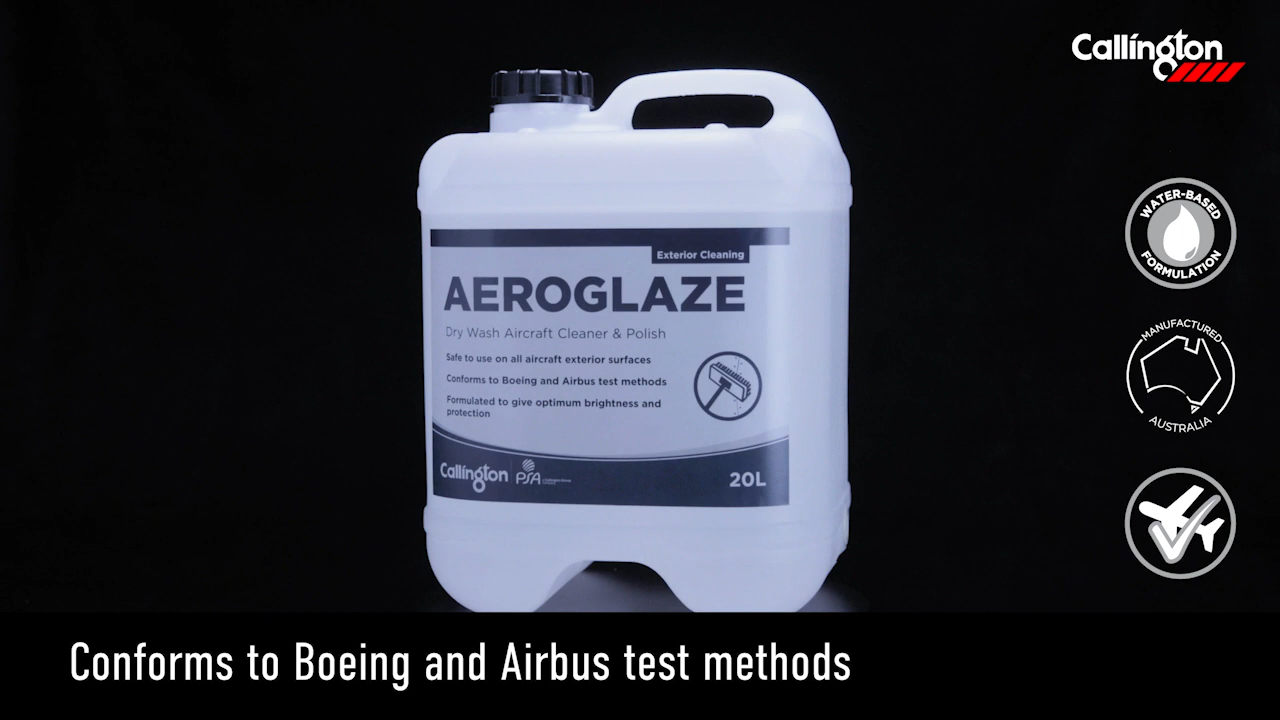 Callington
WATER-BASED
FORMULATION
MANUFACTURED
AUSTRALIA
Exterior Cleaning
AEROGLAZE
Dry Wash Aircraft Cleaner & Polish
Safe to use on all aircraft exterior surfaces
Conforms to Boeing and Airbus test methods
Formulated to give optimum brightness and
protection
Callington
PSA
20L
Conforms to Boeing and Airbus test methods